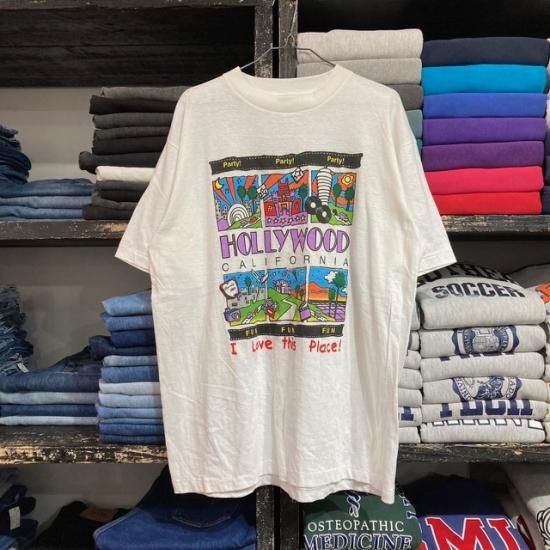 Party! Party! Party!
HOLLYWOOD
CALIFORNIA
FUN FUN FUN
I Love this Place!
SOCCER
OSTEOPATHIC
MEDICINE